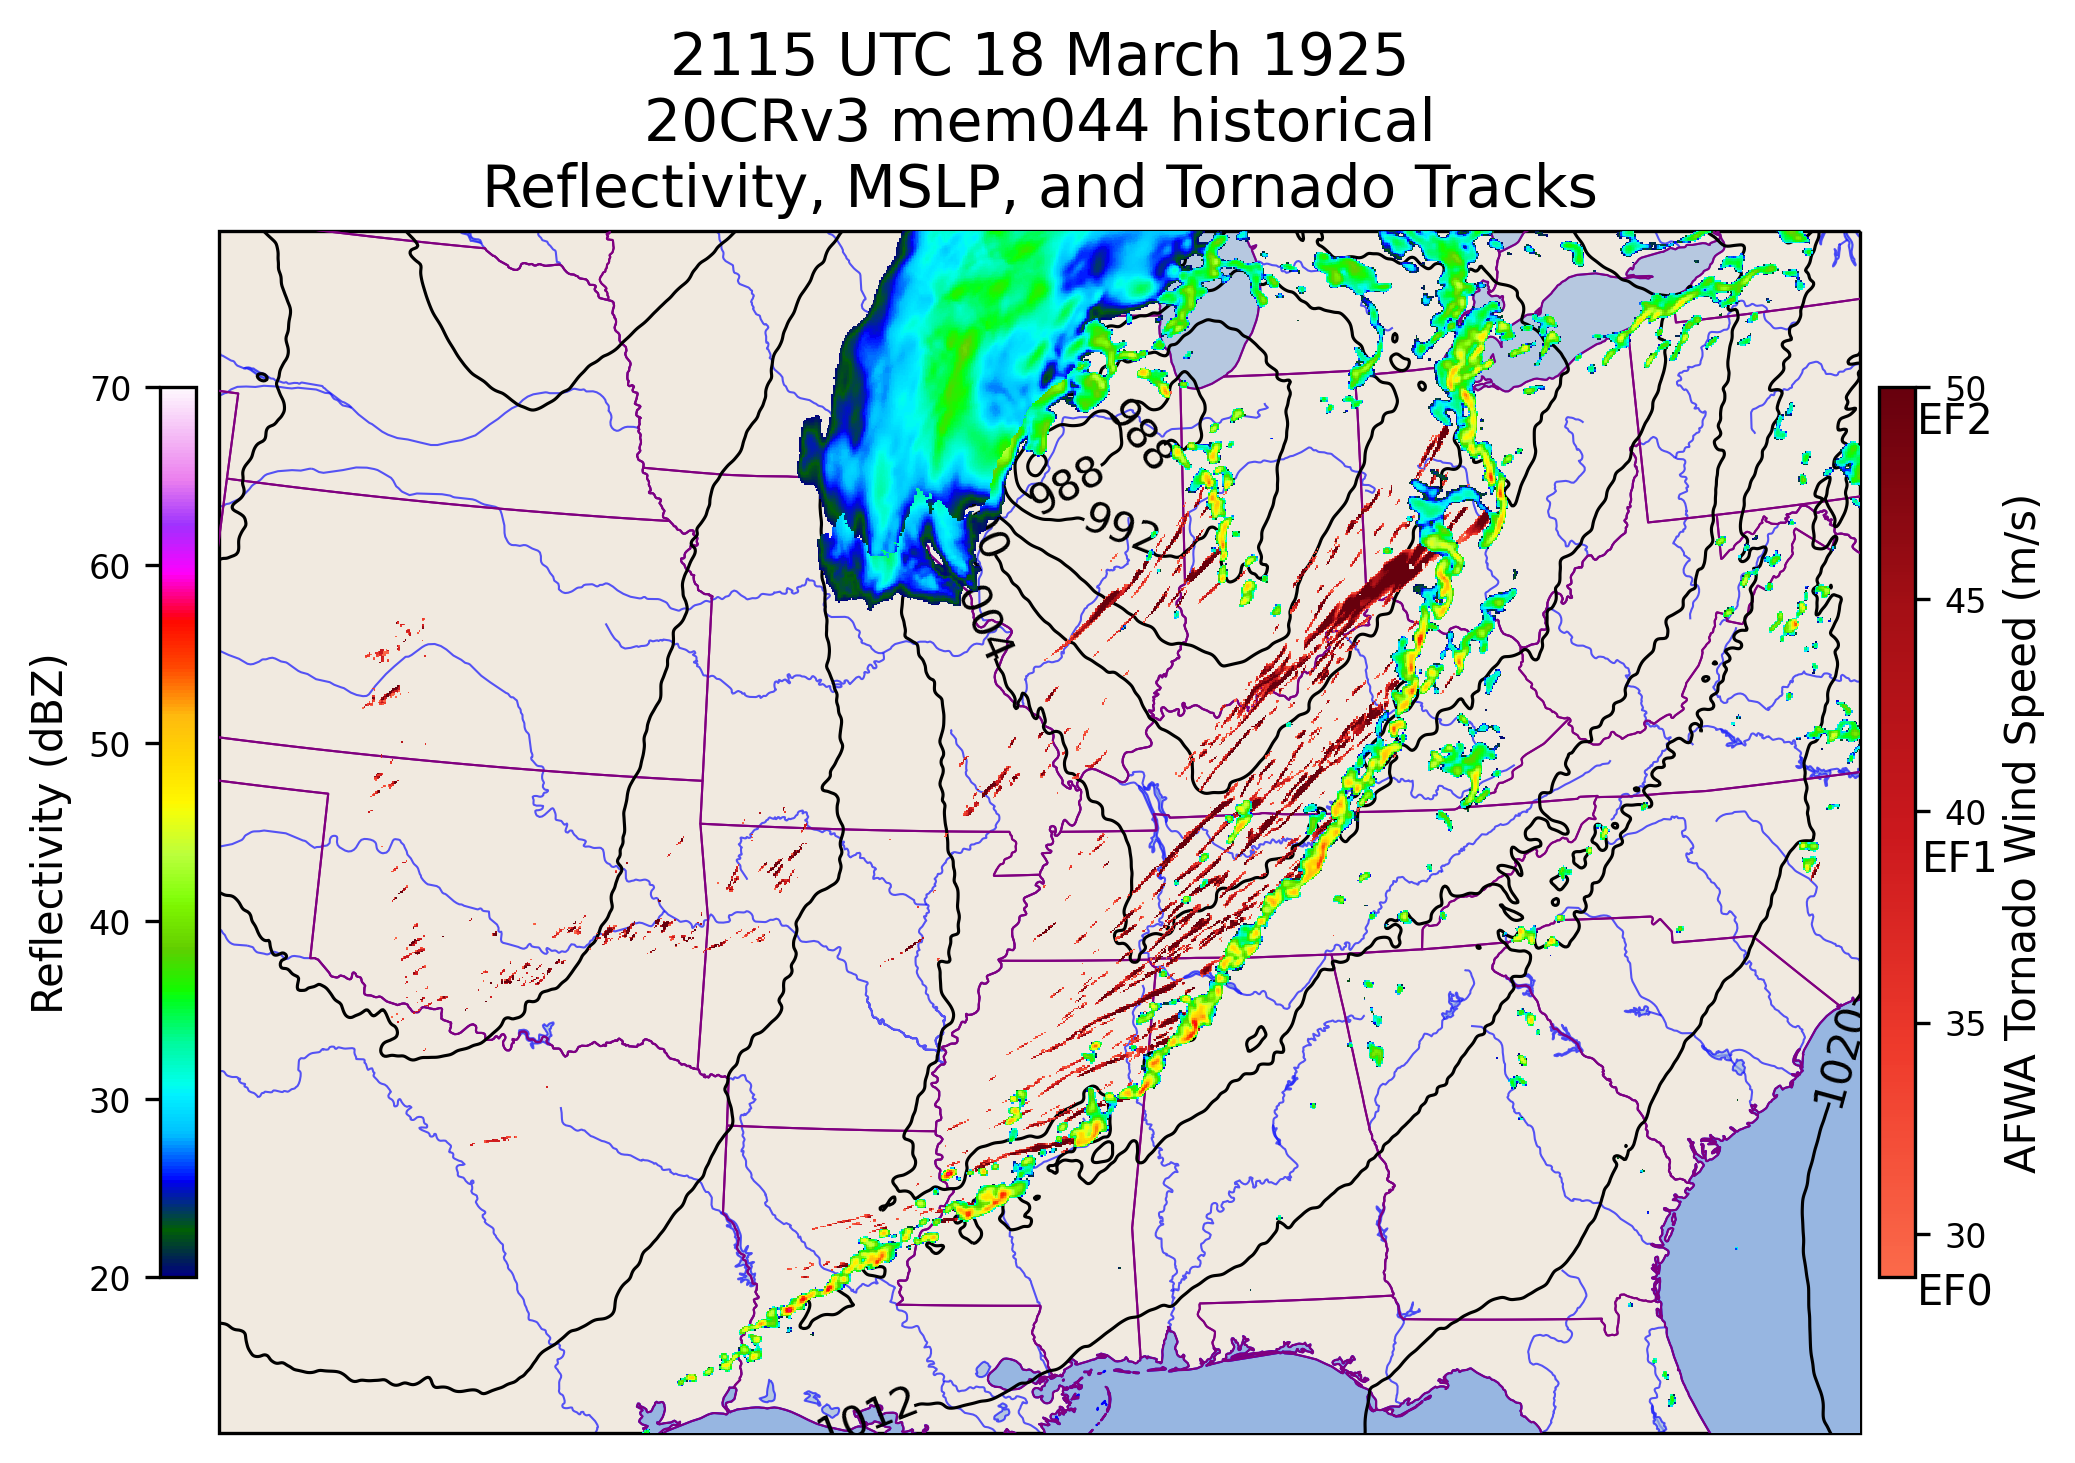 2115 UTC 18 March 1925
20CRv3 mem044 historical
Reflectivity, MSLP, and Tornado Tracks
Reflectivity (dBZ)
70
60
50
40
30
20
988
988
992
004
1012
1020
50
EF2
45
40
EF1
35
30
EF0
AFWA Tornado Wind Speed (m/s)